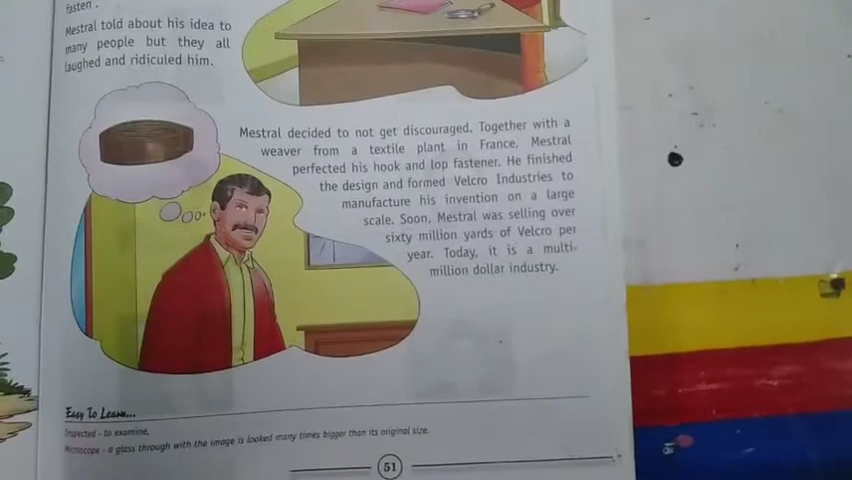 fasten .
Mestral told about his idea to
many people but they all
laughed and ridiculed him.
Mestral decided to not get discouraged. Together with a
weaver from a textile plant in France, Mestral
perfected his hook and lop fastener. He finished
the design and formed Velcro Industries to
manufacture his invention on a large
scale. Soon, Mestral was selling over
sixty million yards of Velcro per
year. Today, it is a multi-
million dollar industry.
Easy To Learn...
Inspected - to examine.
Microscope - a glass through with the image is looked many times bigger than its original size.
51